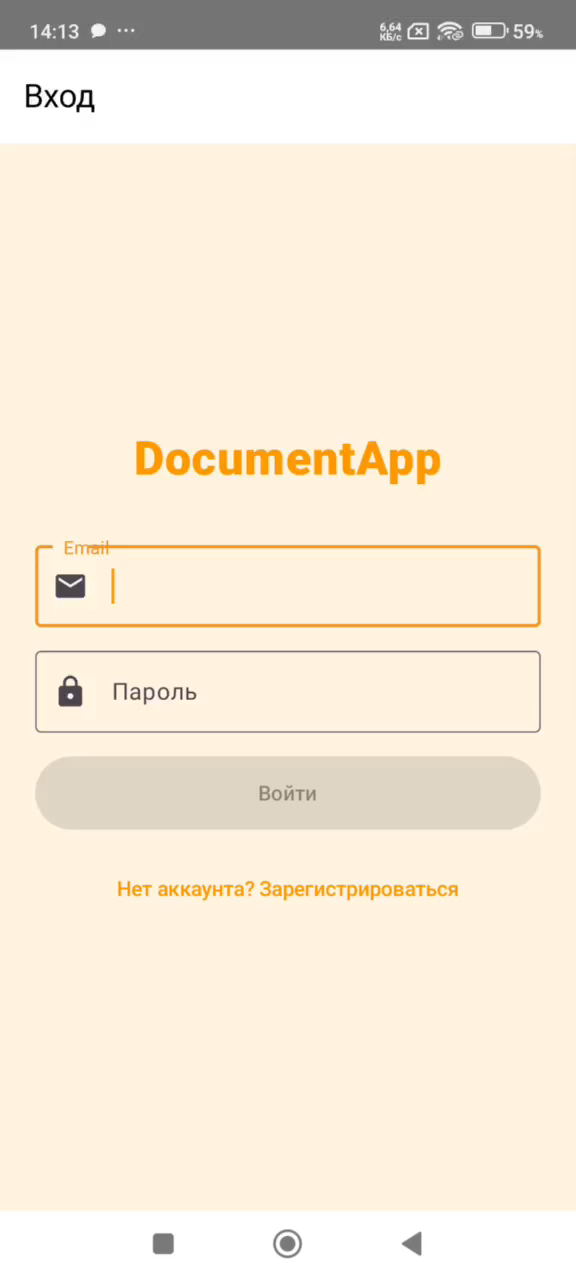 14:13
6,64
КБ/с
59%
Вход
DocumentApp
Email
Пароль
Войти
Нет аккаунта? Зарегистрироваться